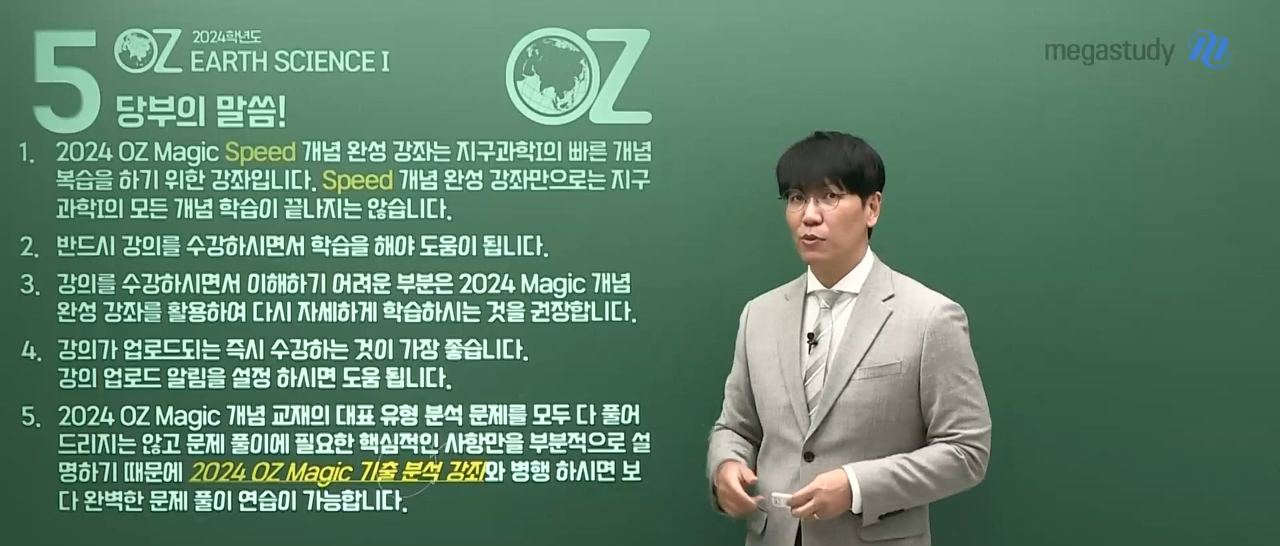 5
OZ 2024학년도
EARTH SCIENCE I
당부의 말씀!
OZ
megastudy
1. 2024 OZ Magic Speed 개념 완성 강좌는 지구과학I의 빠른 개념
복습을 하기 위한 강좌입니다. Speed 개념 완성 강좌만으로는 지구
과학I의 모든 개념 학습이 끝나지는 않습니다.
2. 반드시 강의를 수강하시면서 학습을 해야 도움이 됩니다.
3. 강의를 수강하시면서 이해하기 어려운 부분은 2024 Magic 개념
완성 강좌를 활용하여 다시 자세하게 학습하시는 것을 권장합니다.
4. 강의가 업로드되는 즉시 수강하는 것이 가장 좋습니다.
강의 업로드 알림을 설정 하시면 도움 됩니다.
5. 2024 OZ Magic 개념 교재의 대표 유형 분석 문제를 모두 다 풀어
드리지는 않고 문제 풀이에 필요한 핵심적인 사항만을 부분적으로 설
명하기 때문에 2024 OZ Magic 기출 분석 강좌와 병행 하시면 보
다 완벽한 문제 풀이 연습이 가능합니다.